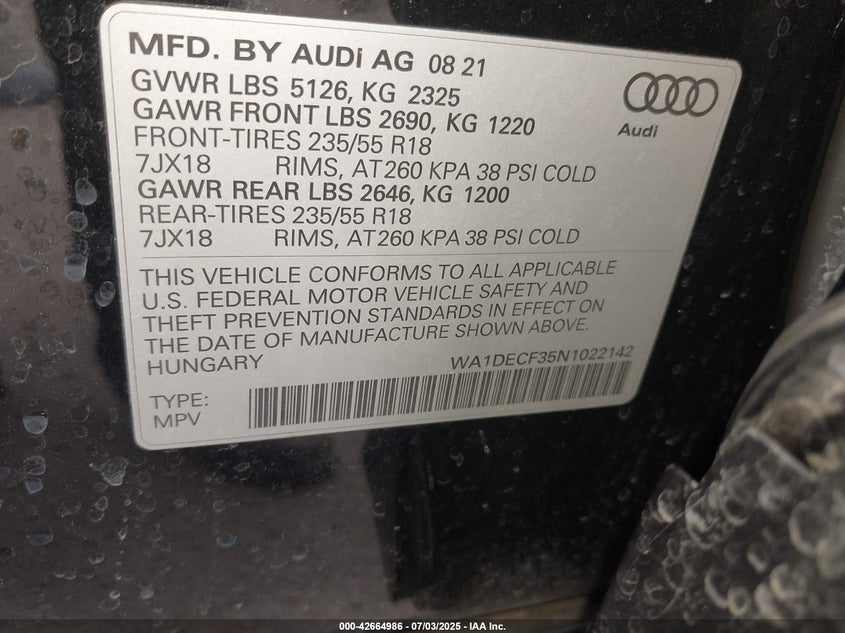 MFD. BY AUDi AG 08 21
GVWR LBS 5126, KG 2325
GAWR FRONT LBS 2690, KG 1220
FRONT-TIRES 235/55 R18
7JX18 RIMS, AT 260 KPA 38 PSI COLD
GAWR REAR LBS 2646, KG 1200
REAR-TIRES 235/55 R18
7JX18 RIMS, AT 260 KPA 38 PSI COLD
Audi
THIS VEHICLE CONFORMS TO ALL APPLICABLE
U.S. FEDERAL MOTOR VEHICLE SAFETY AND
THEFT PREVENTION STANDARDS IN EFFECT ON
THE DATE OF MANUFACTURE SHOWN ABOVE.
HUNGARY WA1DECF35N1022142
TYPE:
MPV
000-42664986 - 07/03/2025 - IAA Inc.